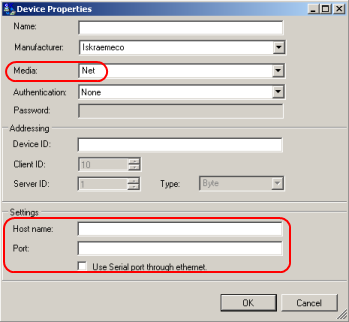 Device Properties
Name:
Manufacturer: Iskraemeco
Media: Net
Authentication: None
Password:
Addressing
Device ID:
Client ID: 10
Server ID: 1 Type: Byte
Settings
Host name:
Port:
Use Serial port through ethernet.
OK Cancel